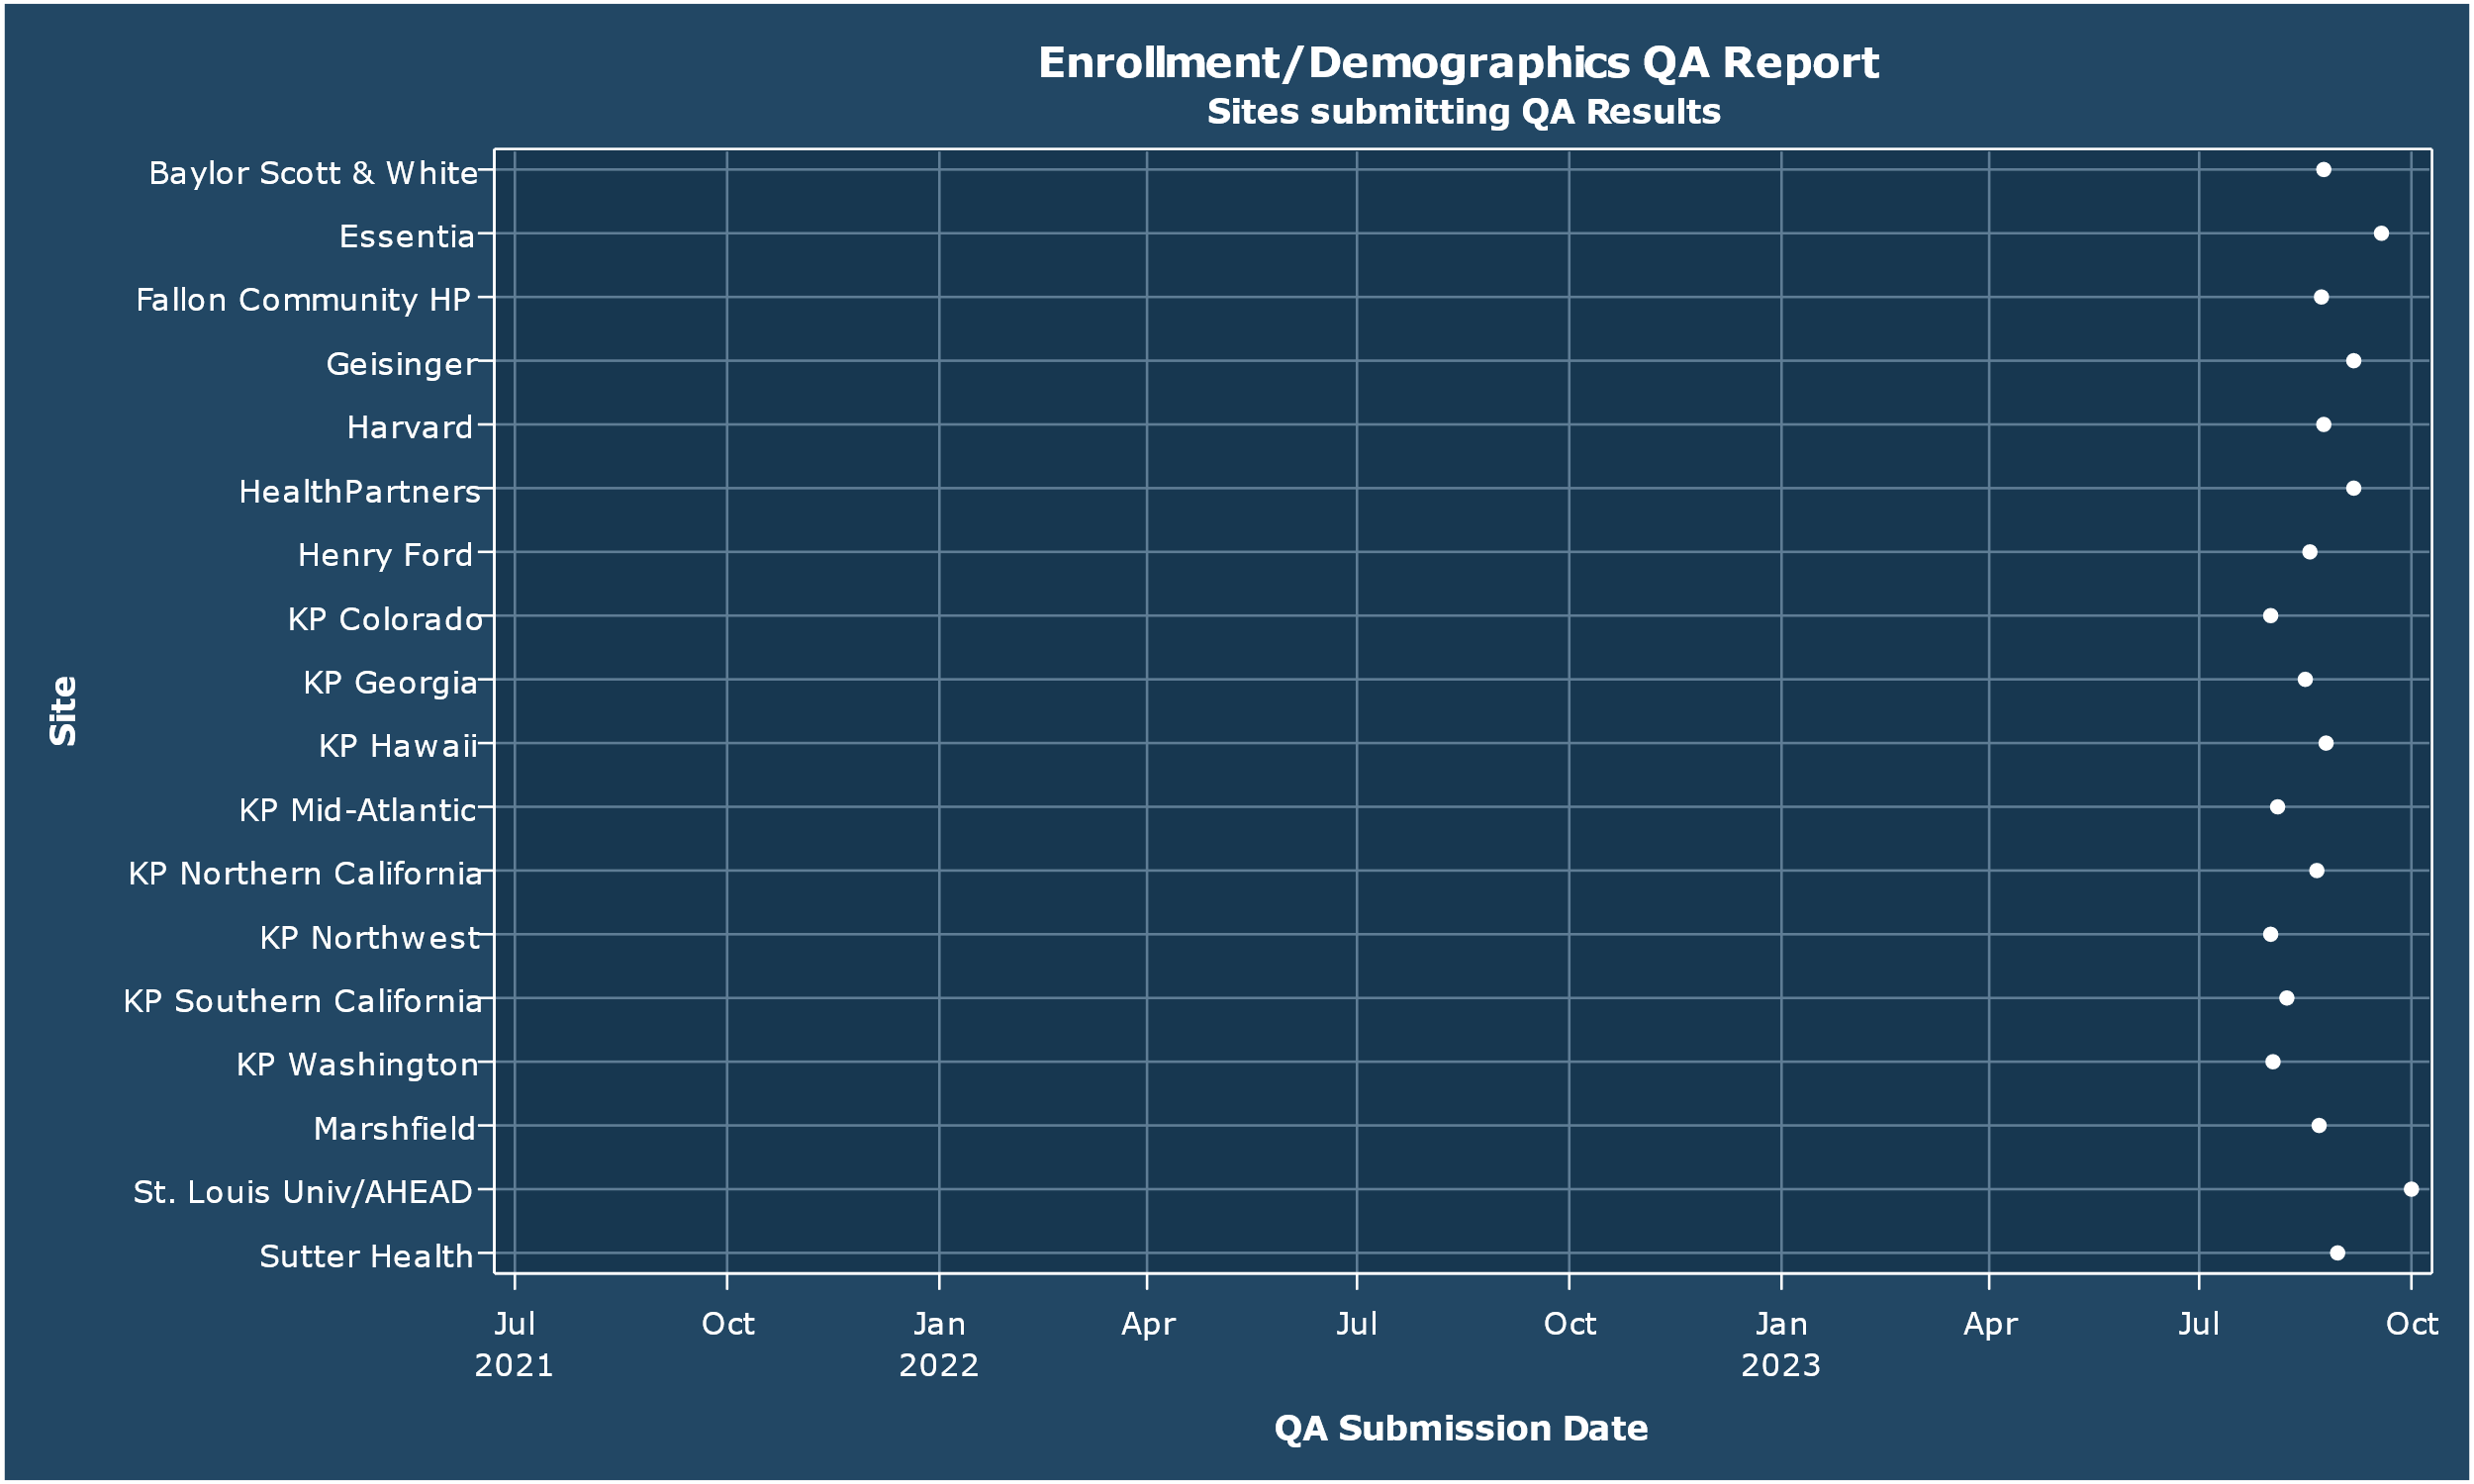 Enrollment/Demographics QA Report
Sites submitting QA Results
Baylor Scott & White
Essentia
Fallon Community HP
Geisinger
Harvard
HealthPartners
Henry Ford
KP Colorado
KP Georgia
KP Hawaii
KP Mid-Atlantic
KP Northern California
KP Northwest
KP Southern California
KP Washington
Marshfield
St. Louis Univ/AHEAD
Sutter Health
Site
Jul Oct Jan Apr Jul Oct Jan Apr Jul Oct
2021 2022 2023
QA Submission Date